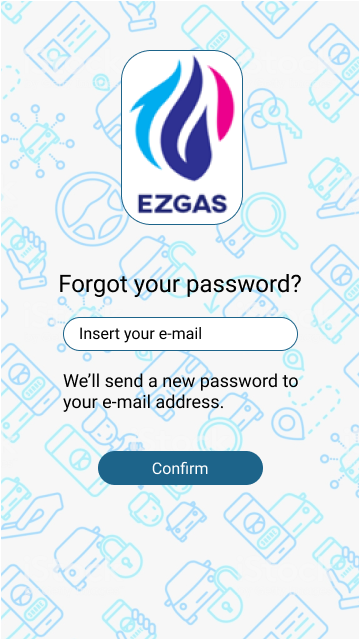 EZGAS
Forgot your password?
Insert your e-mail
We’ll send a new password to
your e-mail address.
Confirm